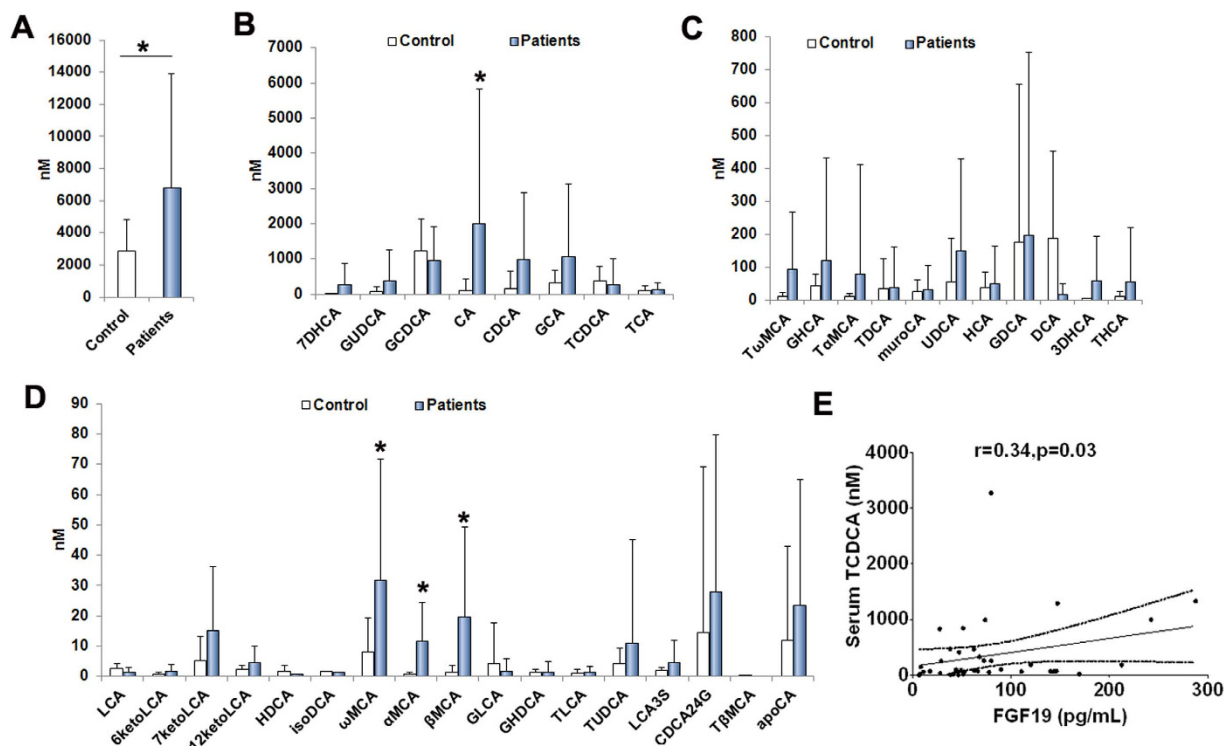 A
nM
16000
14000
12000
10000
8000
6000
4000
2000
0
*
Control
Patients
B
Control
Patients
nM
7000
6000
5000
4000
3000
2000
1000
0
*
7DHCA
GUDCA
GCDCA
CA
CDCA
GCA
TCDCA
TCA
C
Control
Patients
nM
800
700
600
500
400
300
200
100
0
TωMCA
GHCA
TαMCA
TDCA
muroCA
UDCA
HCA
GDCA
DCA
3DHCA
THCA
D
Control
Patients
nM
90
80
70
60
50
40
30
20
10
0
*
*
*
LCA
6ketoLCA
7ketoLCA
12ketoLCA
HDCA
isoDCA
ωMCA
αMCA
βMCA
GLCA
GHDCA
TLCA
TUDCA
LCA3S
CDCA24G
TβMCA
apoCA
E
r=0.34,p=0.03
Serum TCDCA (nM)
4000
3000
2000
1000
0
0
100
200
300
FGF19 (pg/mL)